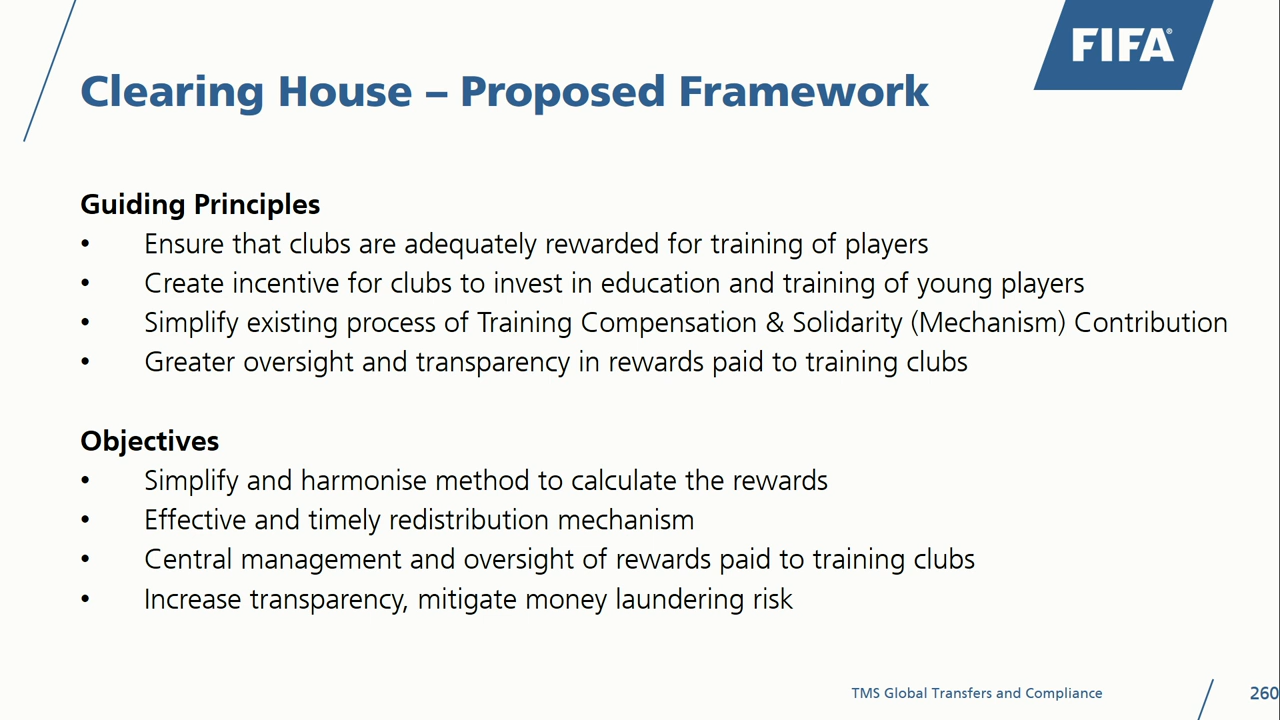 FIFA®
Clearing House – Proposed Framework
Guiding Principles
• Ensure that clubs are adequately rewarded for training of players
• Create incentive for clubs to invest in education and training of young players
• Simplify existing process of Training Compensation & Solidarity (Mechanism) Contribution
• Greater oversight and transparency in rewards paid to training clubs
Objectives
• Simplify and harmonise method to calculate the rewards
• Effective and timely redistribution mechanism
• Central management and oversight of rewards paid to training clubs
• Increase transparency, mitigate money laundering risk
TMS Global Transfers and Compliance
260